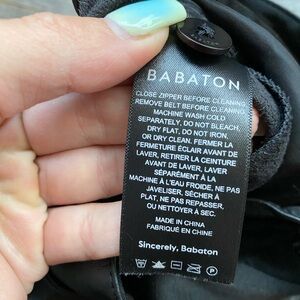 BABATON
CLOSE ZIPPER BEFORE CLEANING.
REMOVE BELT BEFORE CLEANING.
MACHINE WASH COLD
SEPARATELY, DO NOT BLEACH,
DRY FLAT, DO NOT IRON,
OR DRY CLEAN. FERMER LA
FERMETURE ÉCLAIR AVANT DE
LAVER, RETIRER LA CEINTURE
AVANT DE LAVER, LAVER
SÉPARÉMENT À LA
MACHINE À L'EAU FROIDE, NE PAS
JAVELISER, SÉCHER À
PLAT, NE PAS REPASSER,
OU NETTOYER A SEC.
MADE IN CHINA
FABRIQUÉ EN CHINE
Sincerely, Babaton